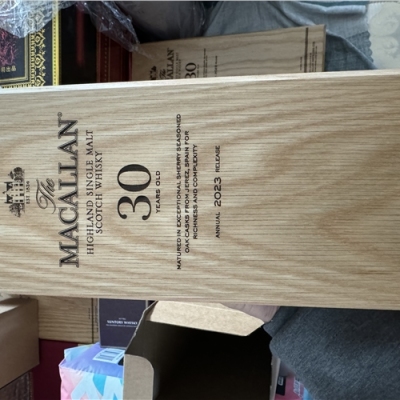 The
MACALLAN®
HIGHLAND SINGLE MALT
SCOTCH WHISKY
30
YEARS OLD
MATURED IN EXCEPTIONAL SHERRY SEASONED
OAK CASKS FROM JEREZ, SPAIN FOR
RICHNESS AND COMPLEXITY
ANNUAL 2023 RELEASE
30